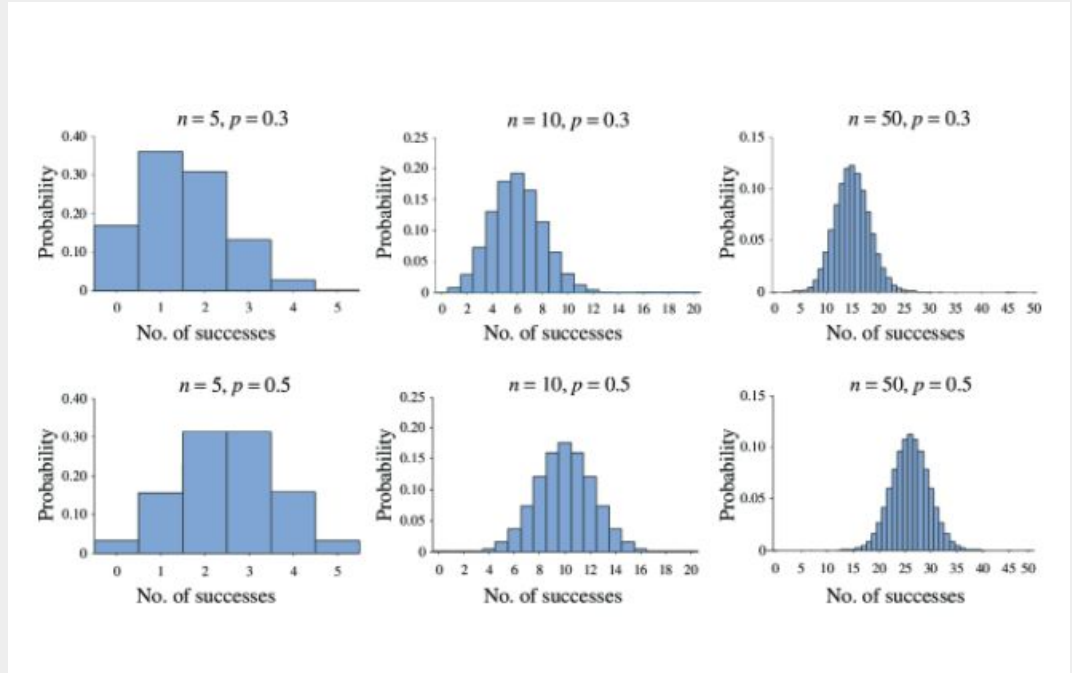 n = 5, p = 0.3
0.40
0.30
0.20
0.10
0
Probability
0 1 2 3 4 5
No. of successes
n = 10, p = 0.3
0.25
0.20
0.15
0.10
0.05
0
Probability
0 2 4 6 8 10 12 14 16 18 20
No. of successes
n = 50, p = 0.3
0.15
0.10
0.05
0
Probability
0 5 10 15 20 25 30 35 40 45 50
No. of successes
n = 5, p = 0.5
0.40
0.30
0.20
0.10
0
Probability
0 1 2 3 4 5
No. of successes
n = 10, p = 0.5
0.25
0.20
0.15
0.10
0.05
0
Probability
0 2 4 6 8 10 12 14 16 18 20
No. of successes
n = 50, p = 0.5
0.15
0.10
0.05
0
Probability
0 5 10 15 20 25 30 35 40 45 50
No. of successes